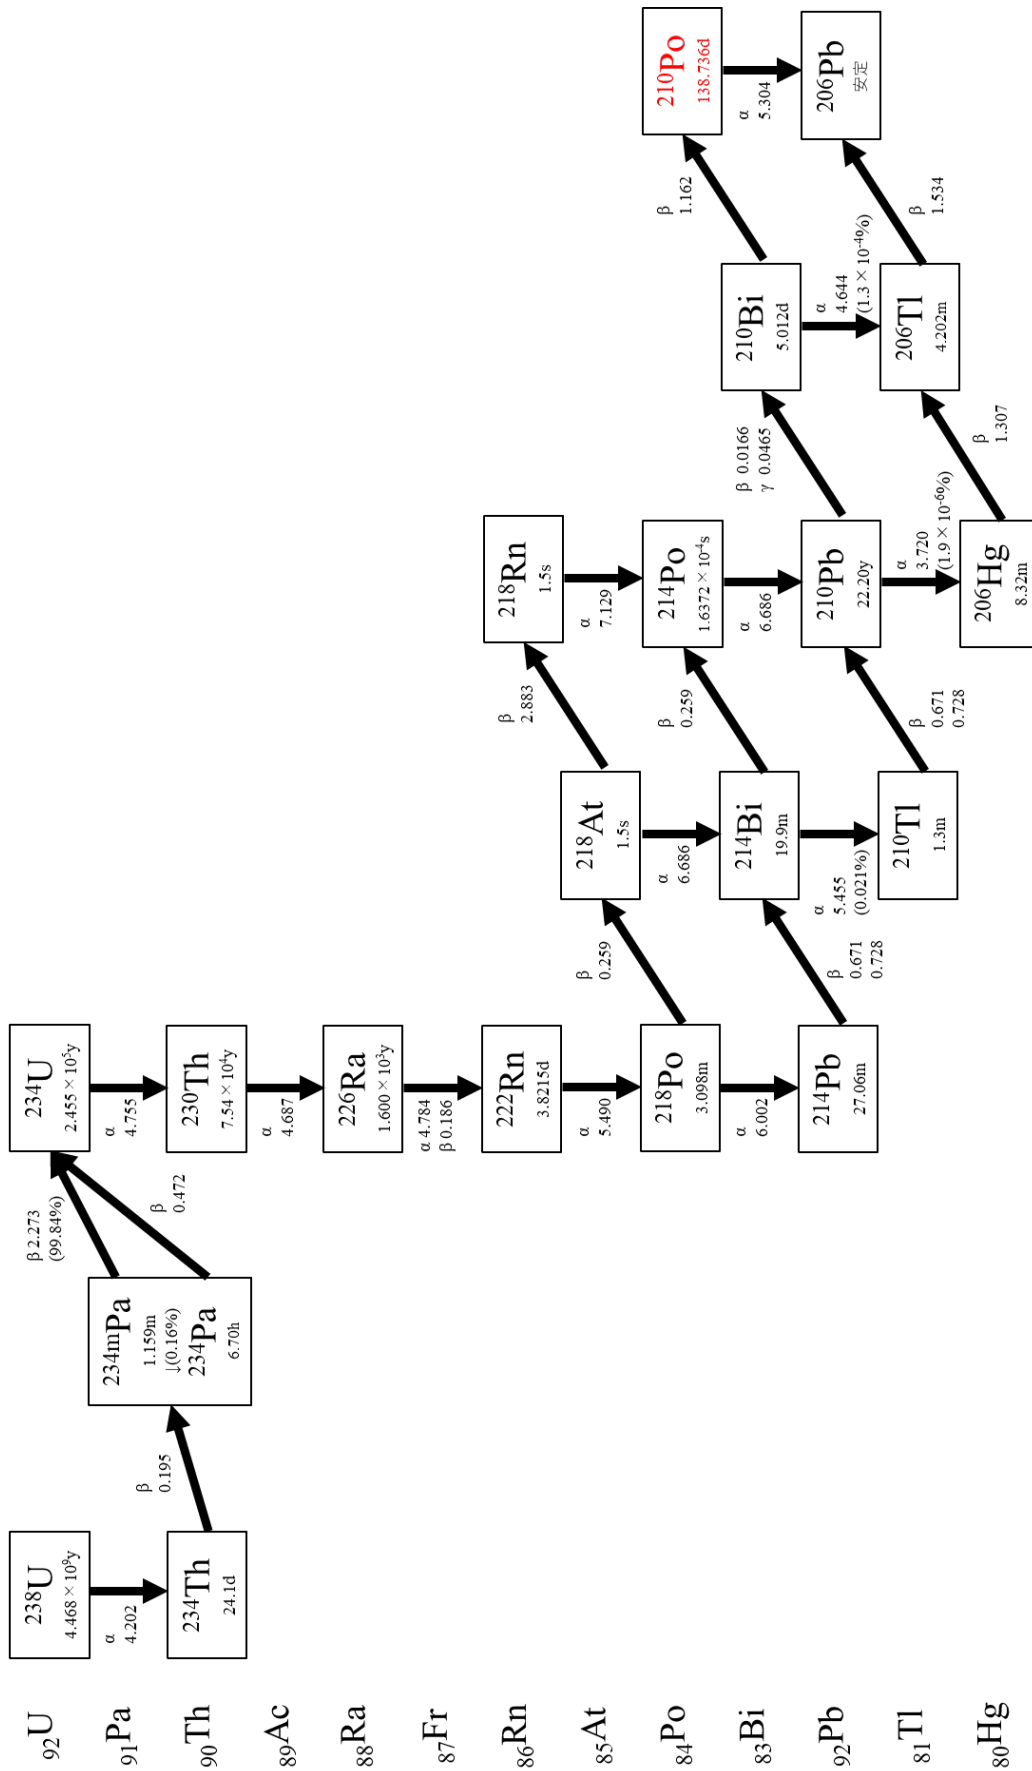 ₉₂U
₉₁Pa
₉₀Th
₈₉Ac
₈₈Ra
₈₇Fr
₈₆Rn
₈₅At
₈₄Po
₈₃Bi
₉₂Pb
₈₁Tl
₈₀Hg
²³⁸U
4.468×10⁹y
α
4.202
²³⁴Th
24.1d
β
0.195
²³⁴ᵐPa
1.159m
↓(0.16%)
²³⁴Pa
6.70h
β 2.273
(99.84%)
β
0.472
²³⁴U
2.455×10⁵y
α
4.755
²³⁰Th
7.54×10⁴y
α
4.687
²²⁶Ra
1.600×10³y
α 4.784
β 0.186
²²²Rn
3.8215d
α
5.490
²¹⁸Po
3.098m
α
6.002
²¹⁴Pb
27.06m
β
0.259
β
0.671
0.728
²¹⁸At
1.5s
α
6.686
²¹⁴Bi
19.9m
α
5.455
(0.021%)
²¹⁰Tl
1.3m
β
2.883
β
0.259
β
0.671
0.728
²¹⁸Rn
1.5s
α
7.129
²¹⁴Po
1.6372×10⁻⁴s
α
6.686
²¹⁰Pb
22.20y
α
3.720
(1.9×10⁻⁶%)
²⁰⁶Hg
8.32m
β 0.0166
γ 0.0465
β
1.307
²¹⁰Bi
5.012d
α
4.644
(1.3×10⁻⁴%)
²⁰⁶Tl
4.202m
β
1.162
β
1.534
²¹⁰Po
138.736d
α
5.304
²⁰⁶Pb
安定